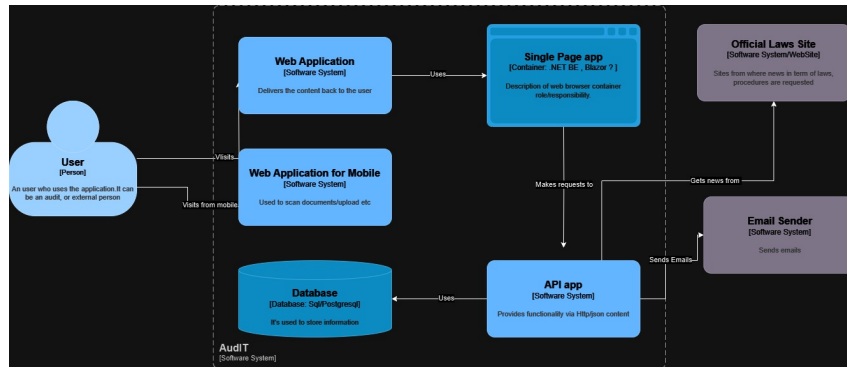 Web Application
[Software System]
Delivers the content back to the user
Uses
Single Page app
[Container: .NET BE , Blazor ? ]
Description of web browser container
role/responsibility.
Official Laws Site
[Software System/WebSite]
Sites from where news in term of laws,
procedures are requested
User
[Person]
An user who uses the application.It can
be an audit, or external person
Visits
Visits from mobile
Web Application for Mobile
[Software System]
Used to scan documents/upload etc
Makes requests to
Gets news from
Email Sender
[Software System]
Sends emails
Sends Emails
Database
[Database: Sql/Postgresql]
It's used to store information
Uses
API app
[Software System]
Provides functionality via Http/json content
AudIT
[Software System]